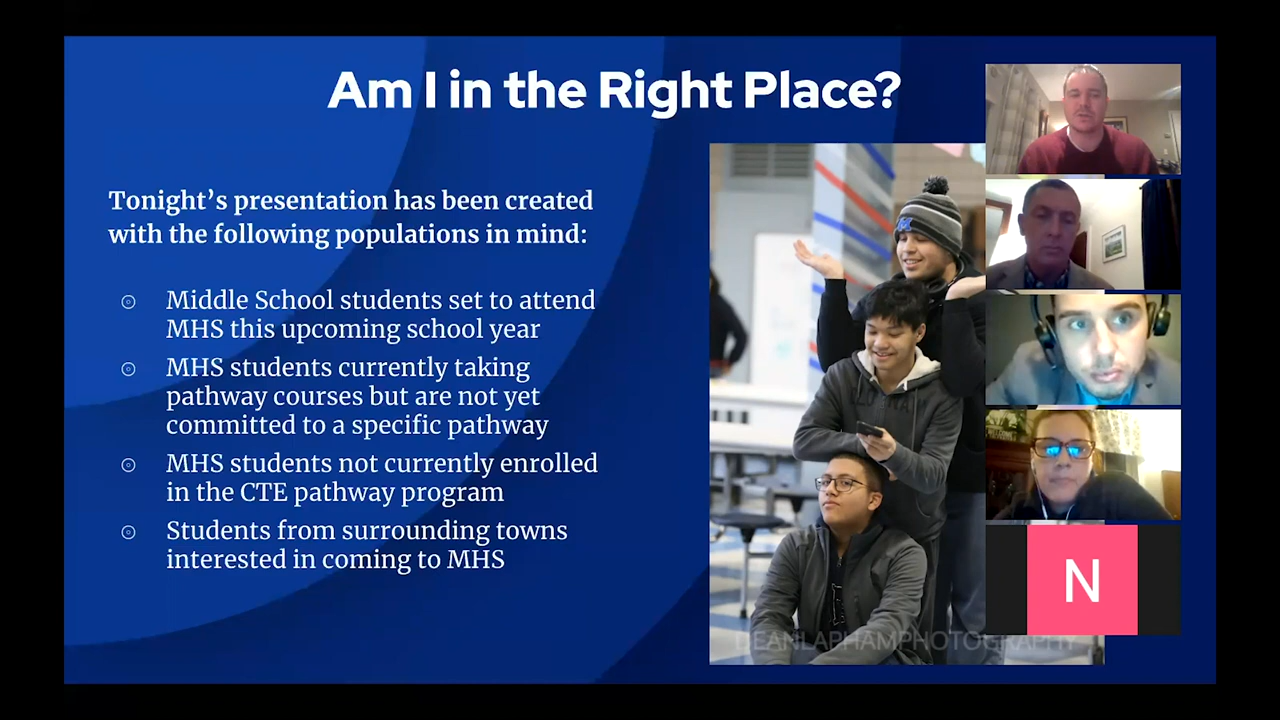 Am I in the Right Place?
Tonight’s presentation has been created
with the following populations in mind:
Middle School students set to attend
MHS this upcoming school year
MHS students currently taking
pathway courses but are not yet
committed to a specific pathway
MHS students not currently enrolled
in the CTE pathway program
Students from surrounding towns
interested in coming to MHS
M
WELCOME
N
DEANLAPHAMPHOTOGRAPHY